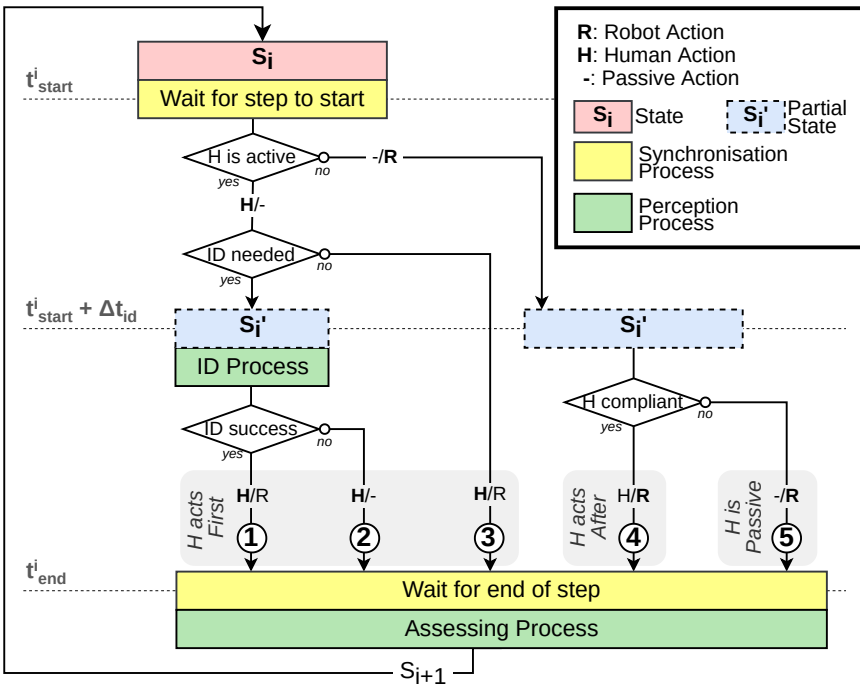 S_i
t^i_start
Wait for step to start
R: Robot Action
H: Human Action
-: Passive Action
S_i State
S_i' Partial State
Synchronisation Process
Perception Process
H is active
yes
no
-/R
H/-
ID needed
yes
no
t^i_start + Δt_id
S_i'
S_i'
ID Process
H compliant
yes
no
ID success
yes
no
H acts First
H/R
H/-
H/R
H acts After
H/R
H is Passive
-/R
1
2
3
4
5
t^i_end
Wait for end of step
Assessing Process
S_i+1